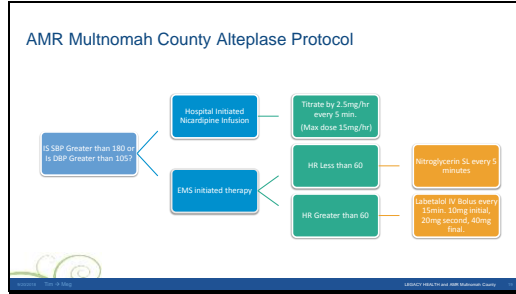 AMR Multnomah County Alteplase Protocol
IS SBP Greater than 180 or
Is DBP Greater than 105?
Hospital Initiated
Nicardipine Infusion
Titrate by 2.5mg/hr
every 5 min.
(Max dose 15mg/hr)
EMS initiated therapy
HR Less than 60
Nitroglycerin SL every 5
minutes
HR Greater than 60
Labetalol IV Bolus every
15min. 10mg initial,
20mg second, 40mg
final.
LEGACY HEALTH and AMR Multnomah County